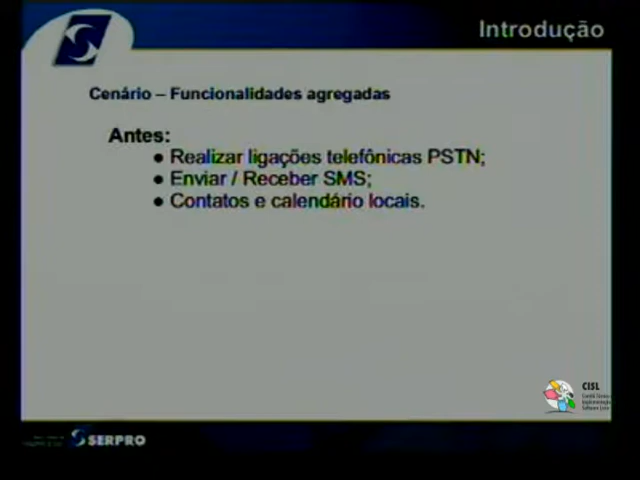 Introdução
Cenário – Funcionalidades agregadas
Antes:
● Realizar ligações telefônicas PSTN;
● Enviar / Receber SMS;
● Contatos e calendário locais.
CISL
SERPRO